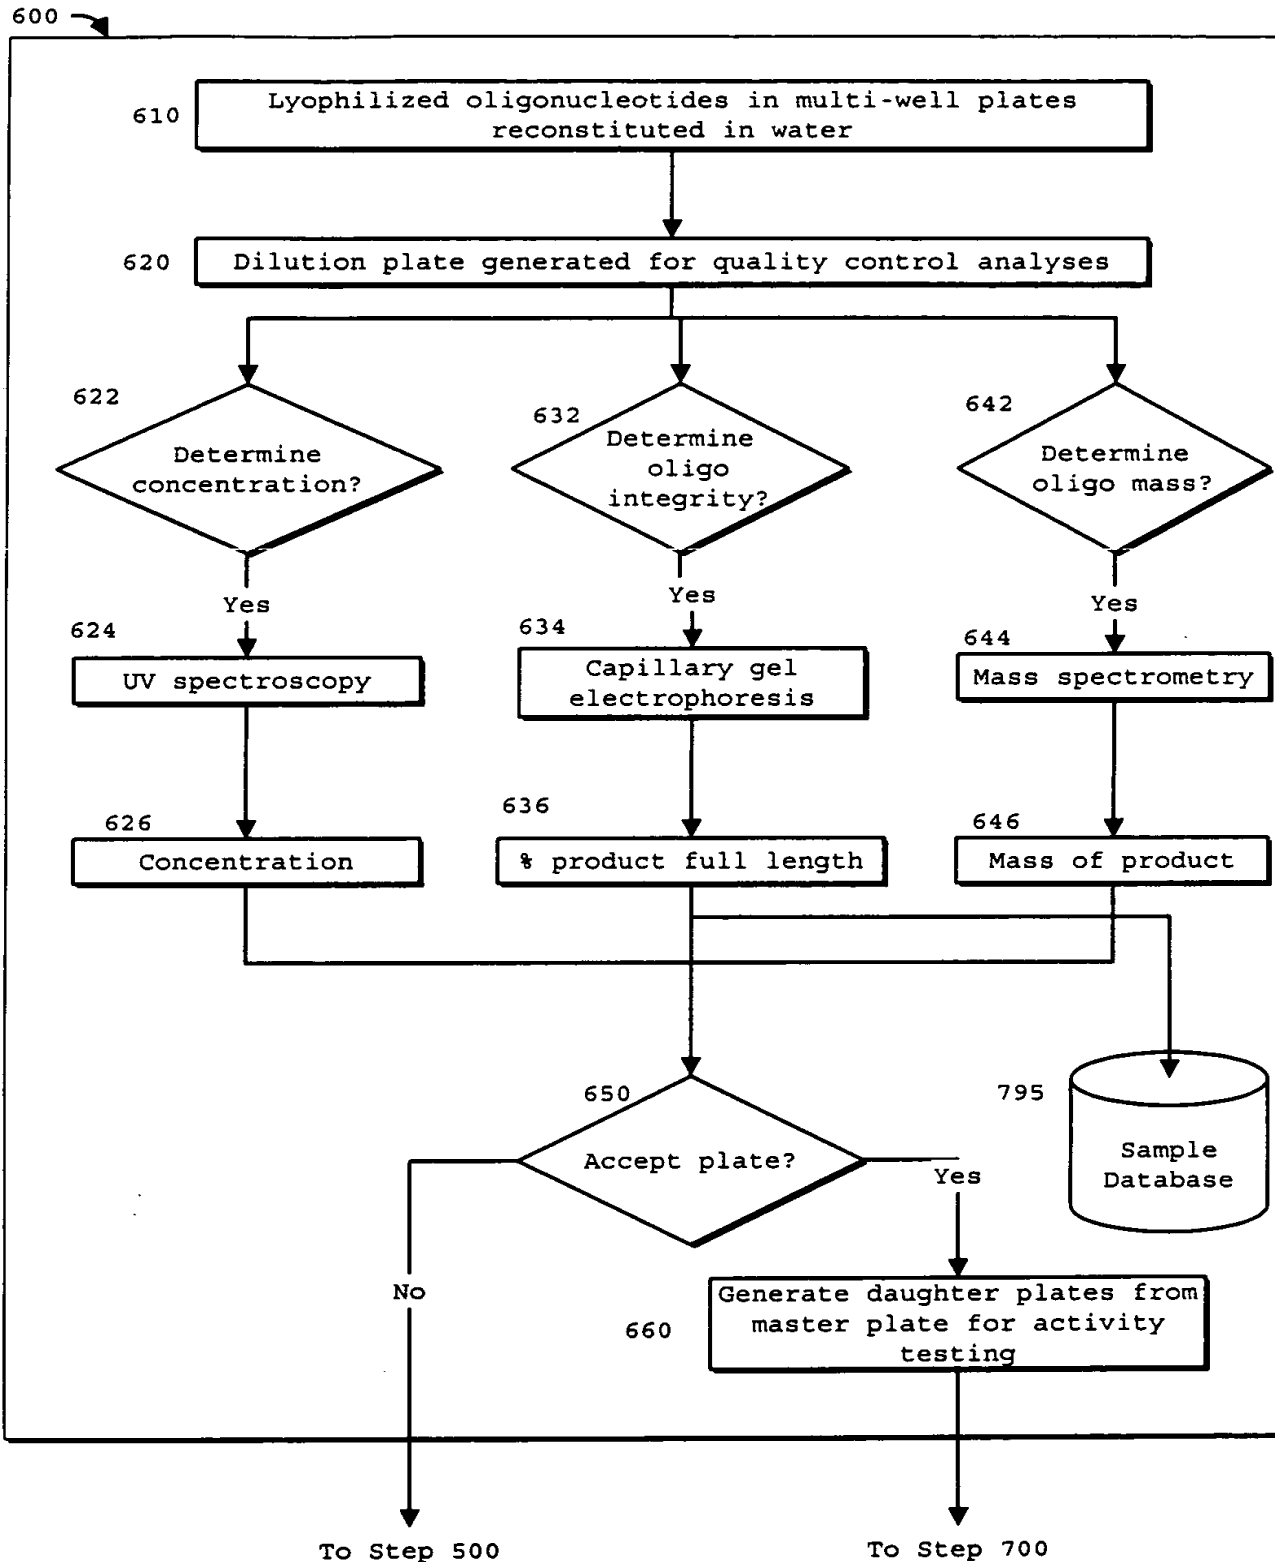 600
610
Lyophilized oligonucleotides in multi-well plates
reconstituted in water
620
Dilution plate generated for quality control analyses
622
Determine
concentration?
632
Determine
oligo
integrity?
642
Determine
oligo mass?
Yes
Yes
Yes
624
UV spectroscopy
634
Capillary gel
electrophoresis
644
Mass spectrometry
626
Concentration
636
% product full length
646
Mass of product
650
Accept plate?
795
Sample
Database
Yes
No
660
Generate daughter plates from
master plate for activity
testing
To Step 500
To Step 700